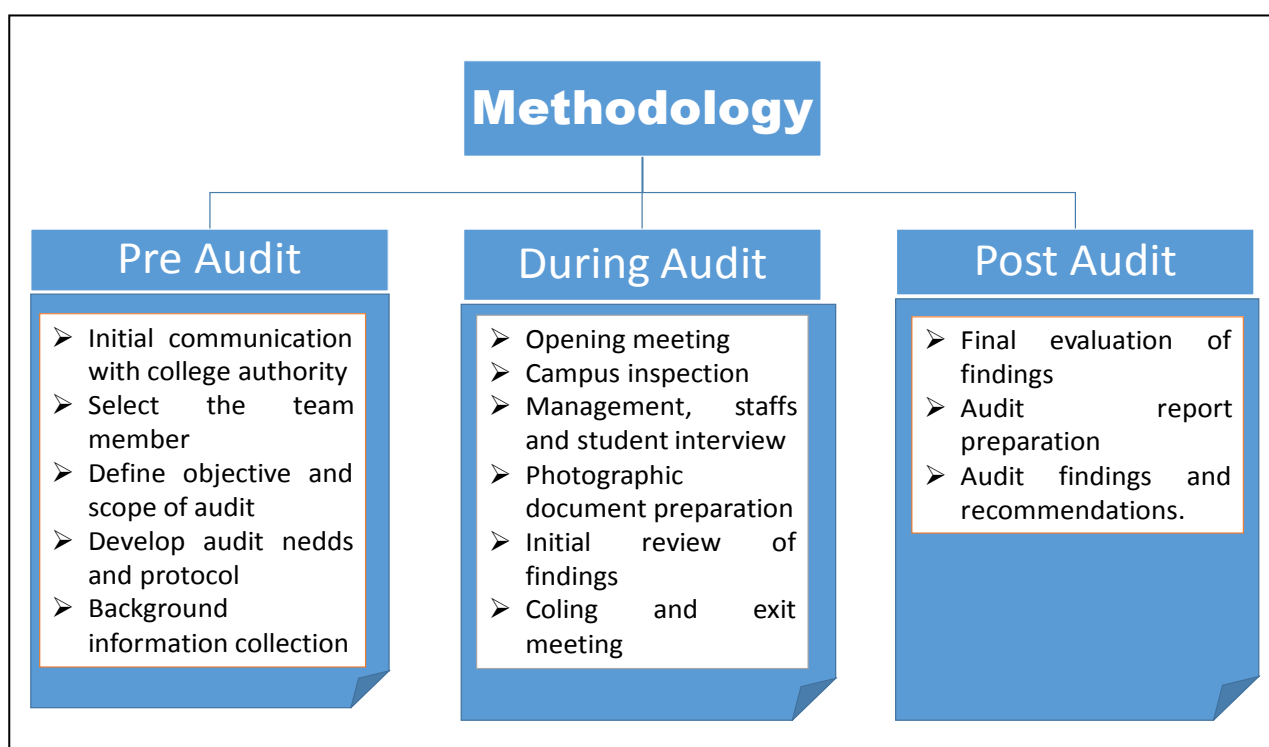 Methodology
Pre Audit
➢ Initial communication
with college authority
➢ Select the team
member
➢ Define objective and
scope of audit
➢ Develop audit nedds
and protocol
➢ Background
information collection
During Audit
➢ Opening meeting
➢ Campus inspection
➢ Management, staffs
and student interview
➢ Photographic
document preparation
➢ Initial review of
findings
➢ Coling and exit
meeting
Post Audit
➢ Final evaluation of
findings
➢ Audit report
preparation
➢ Audit findings and
recommendations.